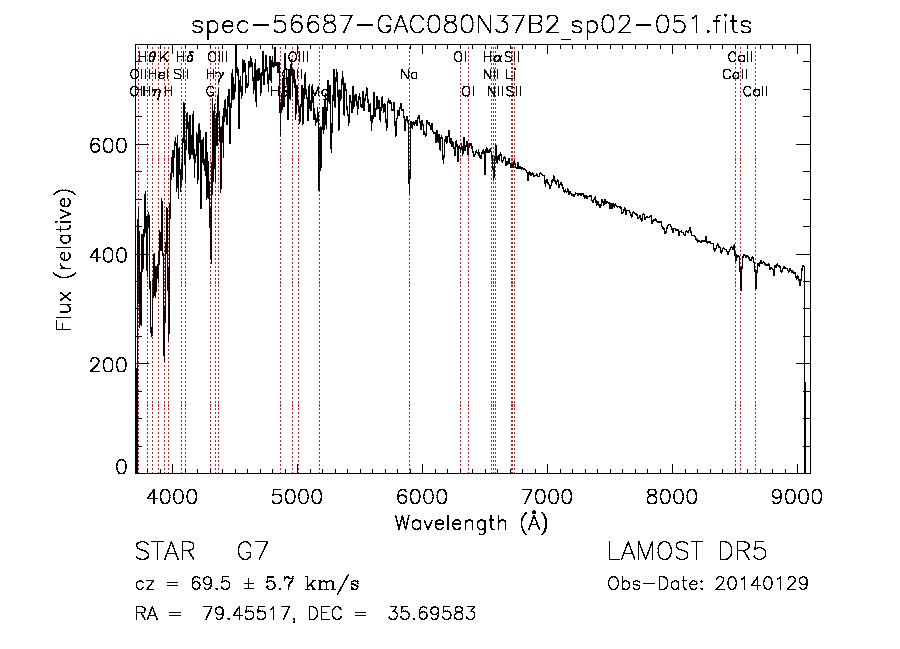 spec-56687-GAC080N37B2_sp02-051.fits
Hθ K Hδ OIII OIII OI Hα SII CaII
OII HeI SII Hγ Na NII Li CaII
OII Hη H G Mg OI NII SII CaII
600
400
200
0
Flux (relative)
4000 5000 6000 7000 8000 9000
Wavelength (Å)
STAR G7 LAMOST DR5
cz = 69.5 ± 5.7 km/s Obs-Date: 20140129
RA = 79.45517, DEC = 35.69583